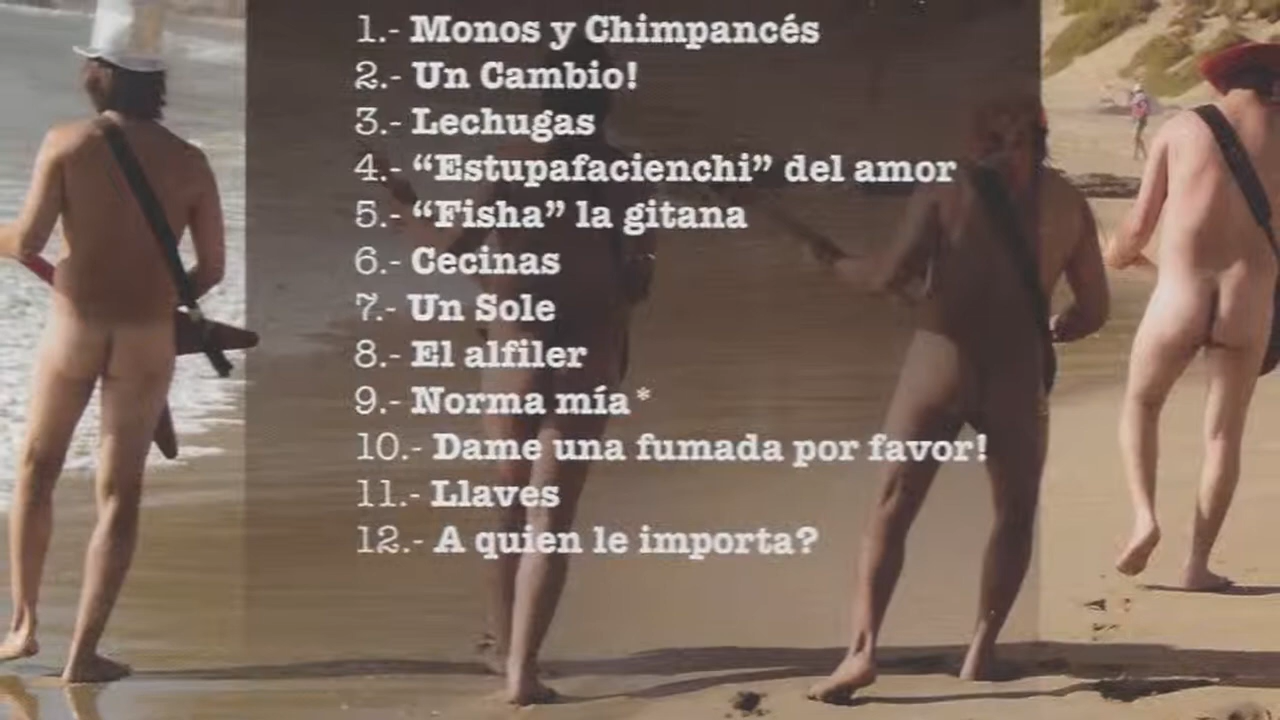 1.- Monos y Chimpancés
2.- Un Cambio!
3.- Lechugas
4.- “Estupafacienchi” del amor
5.- “Fisha” la gitana
6.- Cecinas
7.- Un Sole
8.- El alfiler
9.- Norma mía*
10.- Dame una fumada por favor!
11.- Llaves
12.- A quien le importa?